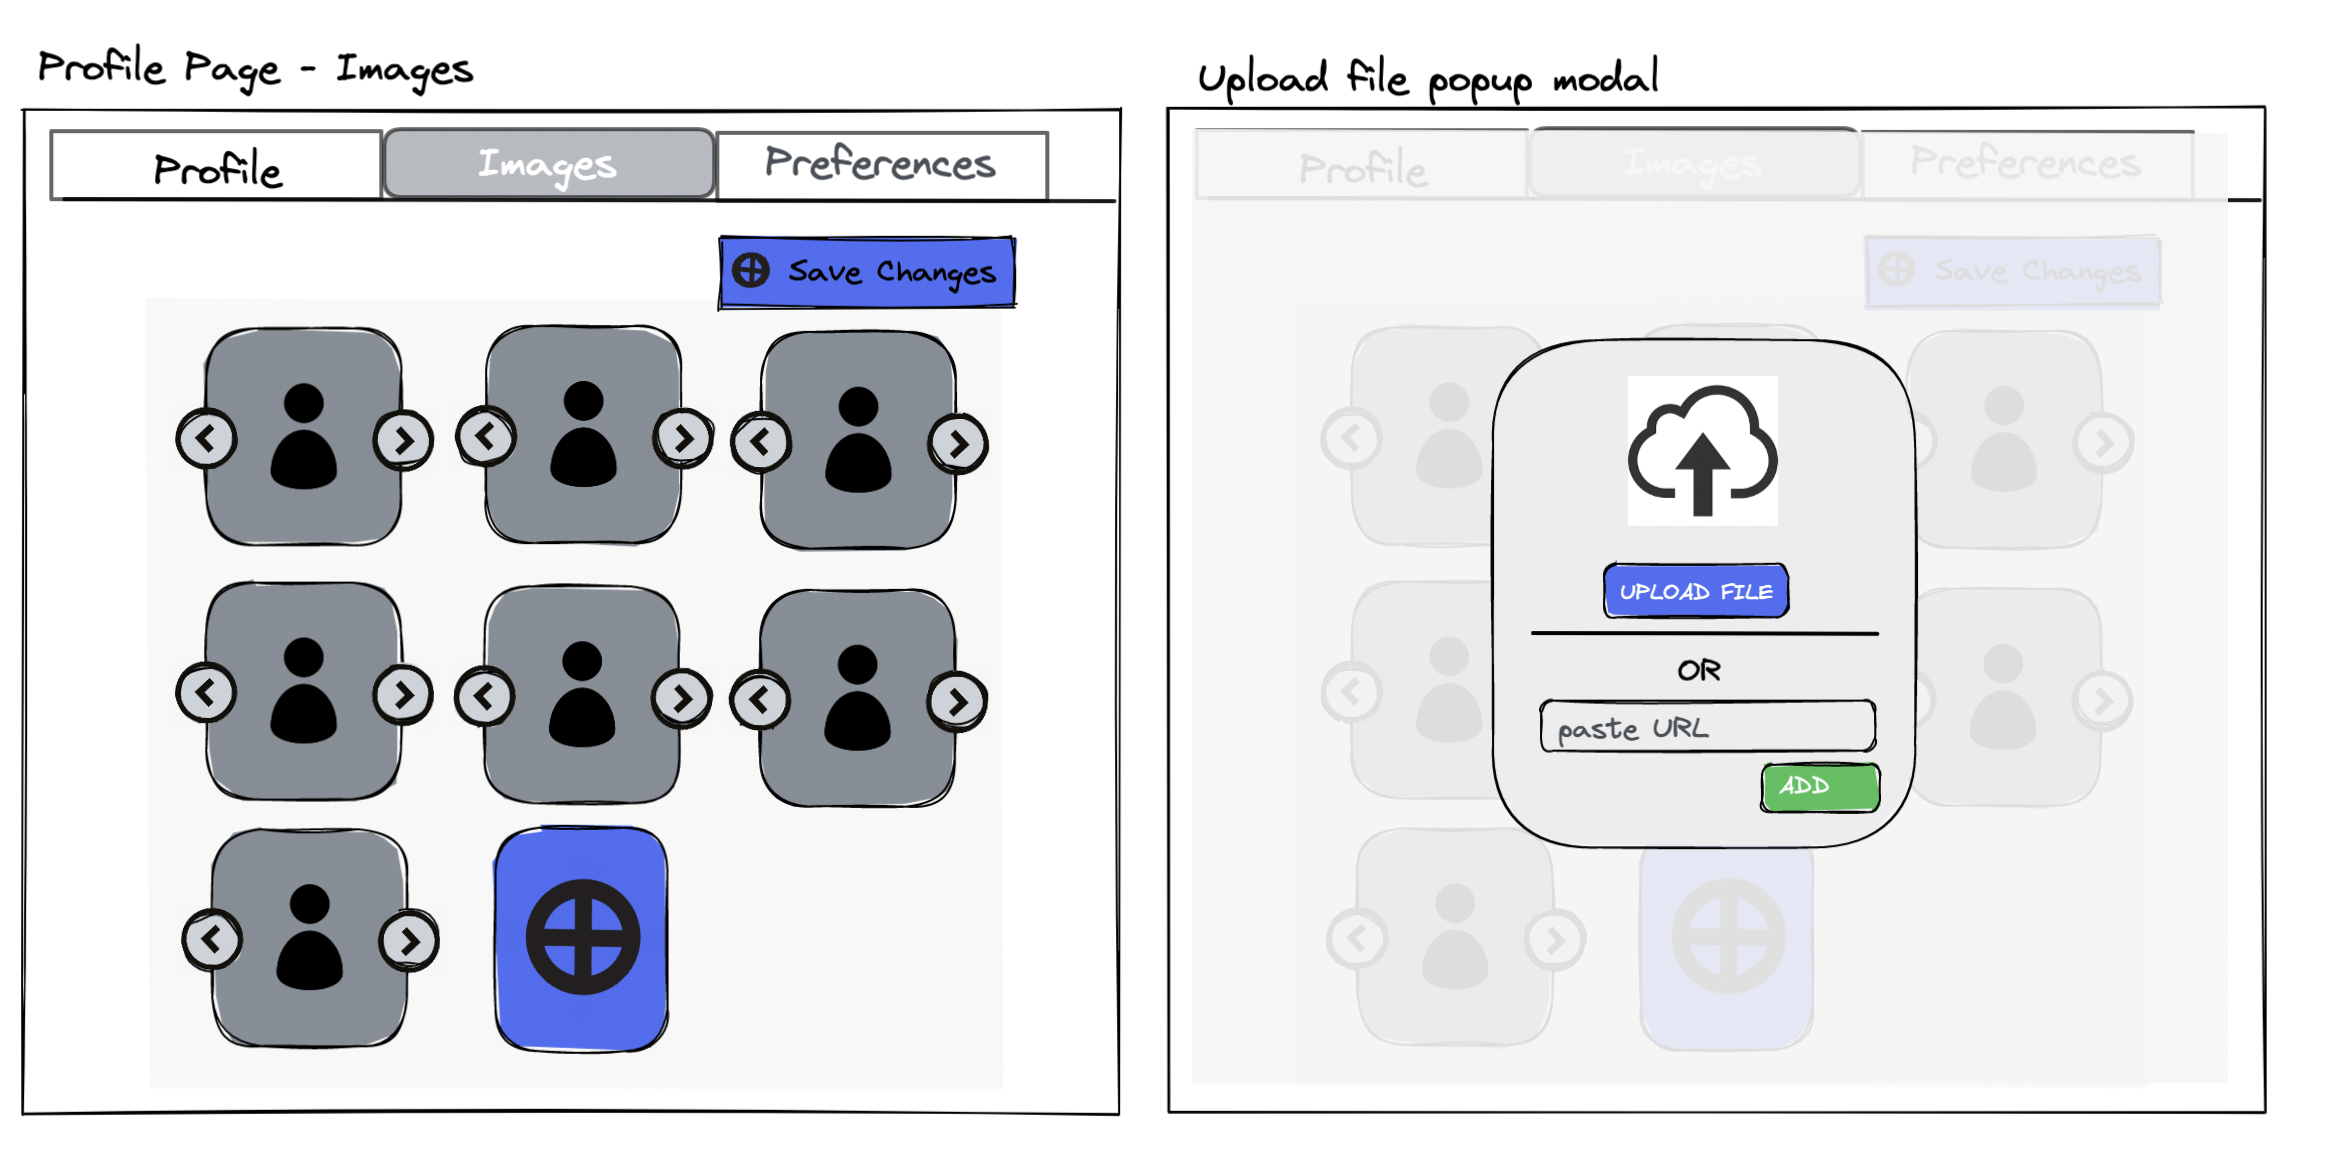 Profile Page - Images
Profile
Images
Preferences
Save Changes
Upload file popup modal
Profile
Images
Preferences
Save Changes
UPLOAD FILE
OR
paste URL
ADD